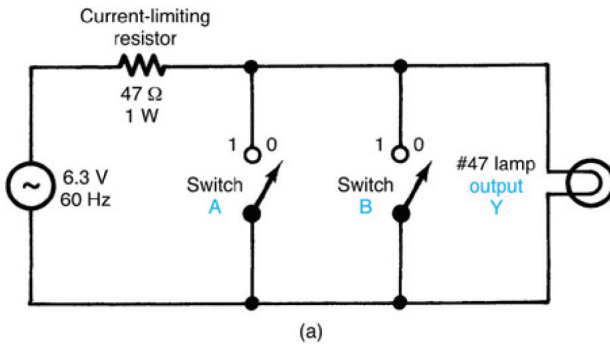 Current-limiting
resistor
47 Ω
1 W
1 0
1 0
6.3 V
60 Hz
Switch
A
Switch
B
#47 lamp
output
Y
~
(a)